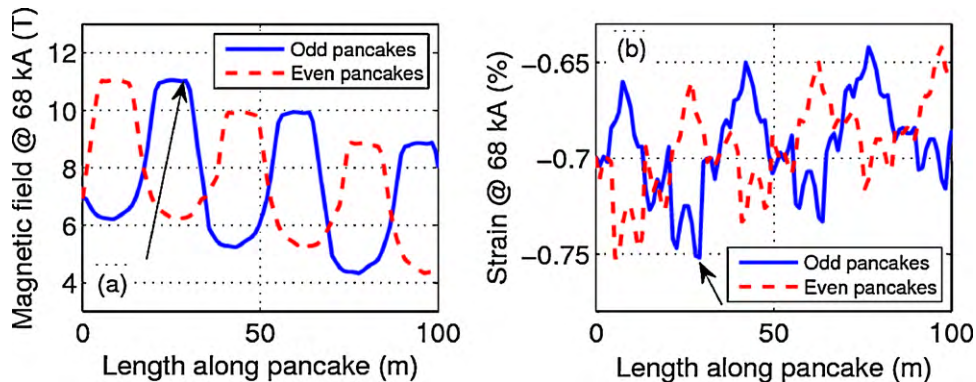 Magnetic field @ 68 kA (T)
12
10
8
6
4
Odd pancakes
Even pancakes
(a)
0
50
100
Length along pancake (m)
Strain @ 68 kA (%)
−0.65
−0.7
−0.75
(b)
Odd pancakes
Even pancakes
0
50
100
Length along pancake (m)